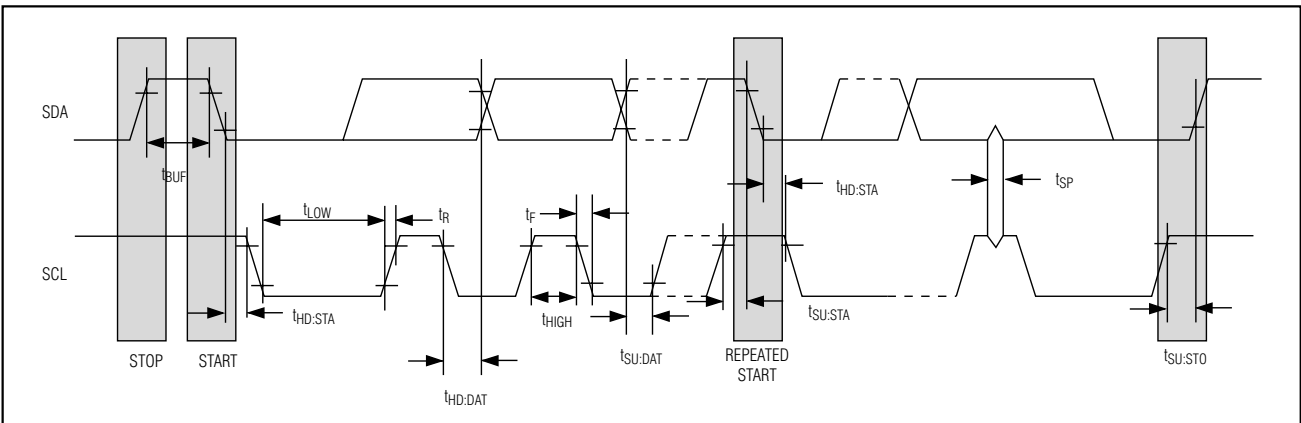 SDA
tBUF
tHD:STA
tSP
tLOW
tR
tF
SCL
tHD:STA
tHIGH
tSU:STA
tSU:DAT
tHD:DAT
STOP
START
REPEATED
START
tSU:STO